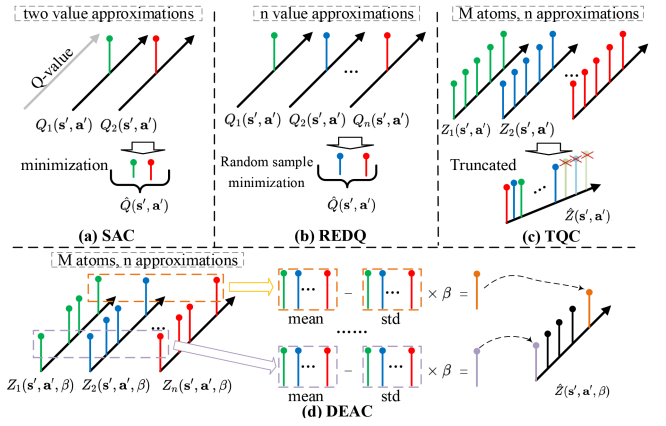 two value approximations
Q-value
Q₁(s′, a′) Q₂(s′, a′)
minimization
Q̂(s′, a′)
(a) SAC
n value approximations
...
Q₁(s′, a′) Q₂(s′, a′) Qₙ(s′, a′)
Random sample
minimization
Q̂(s′, a′)
(b) REDQ
M atoms, n approximations
...
Z₁(s′, a′) Z₂(s′, a′)
Truncated
...
Ẑ(s′, a′)
(c) TQC
M atoms, n approximations
...
Z₁(s′, a′, β) Z₂(s′, a′, β) Zₙ(s′, a′, β)
... − ... × β =
mean std
......
... − ... × β =
mean std
Ẑ(s′, a′, β)
(d) DEAC